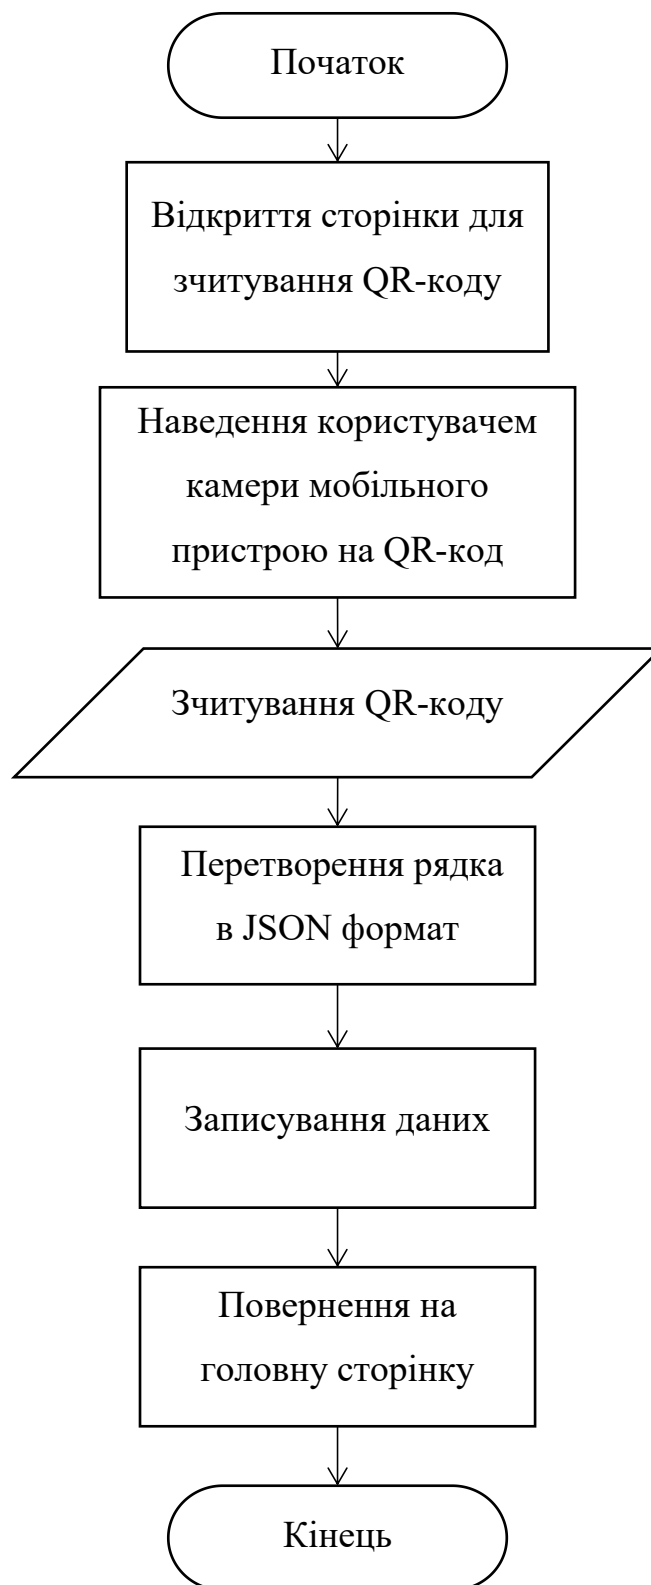 Початок
Відкриття сторінки для
зчитування QR-коду
Наведення користувачем
камери мобільного
пристрою на QR-код
Зчитування QR-коду
Перетворення рядка
в JSON формат
Записування даних
Повернення на
головну сторінку
Кінець